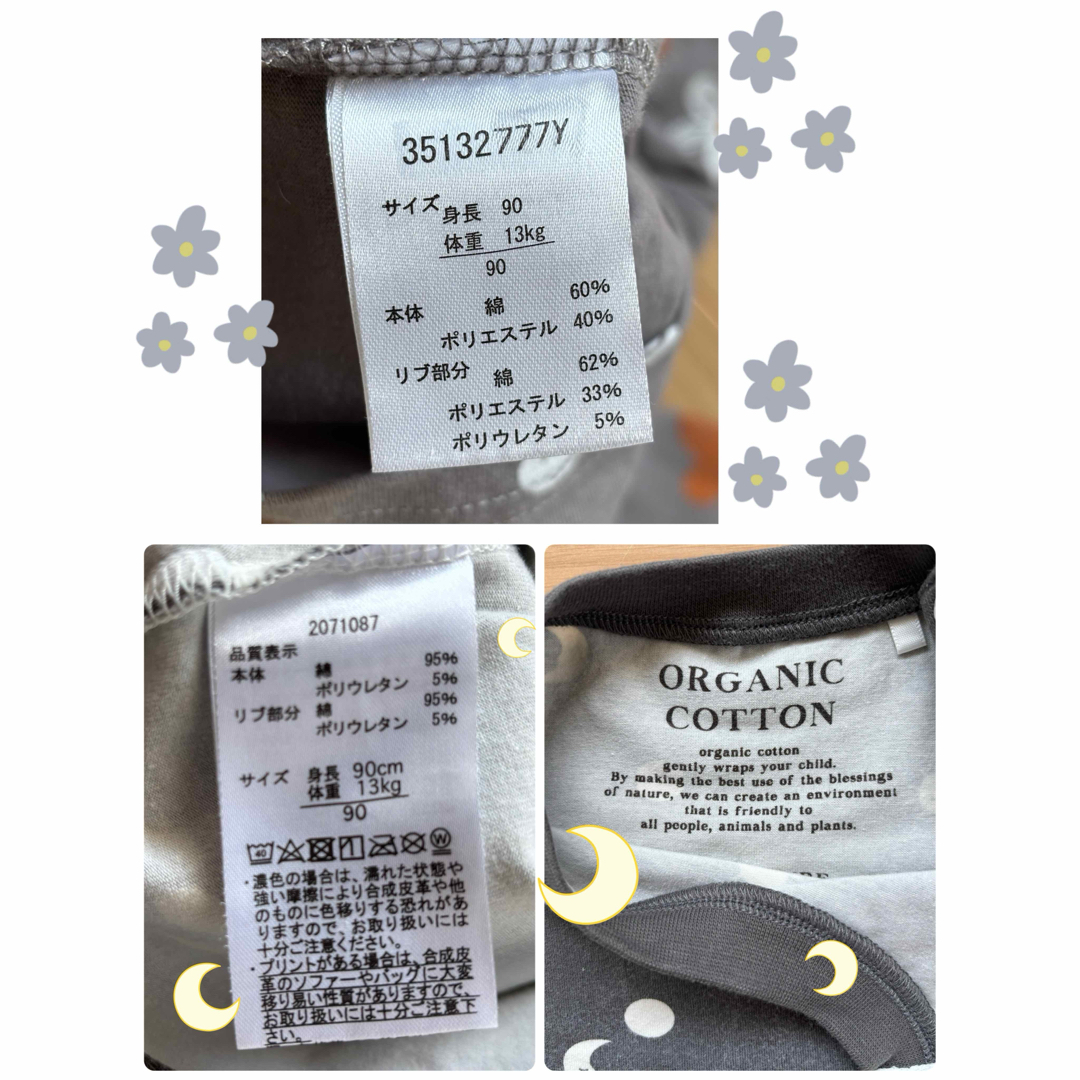 35132777Y
サイズ 身長 90
体重 13kg
90
本体 綿 60%
ポリエステル 40%
リブ部分 綿 62%
ポリエステル 33%
ポリウレタン 5%
2071087
品質表示
本体 綿 95%
ポリウレタン 5%
リブ部分 綿 95%
ポリウレタン 5%
サイズ 身長 90cm
体重 13kg
90
40 W
・濃色の場合は、濡れた状態や
強い摩擦により合成皮革や他
のものに色移りする恐れがあ
りますので、お取り扱いには
十分ご注意ください。
・プリントがある場合は、合成皮
革のソファーやバッグに大変
移り易い性質がありますので、
お取り扱いには十分ご注意下
さい。
ORGANIC
COTTON
organic cotton
gently wraps your child.
By making the best use of the blessings
of nature, we can create an environment
that is friendly to
all people, animals and plants.